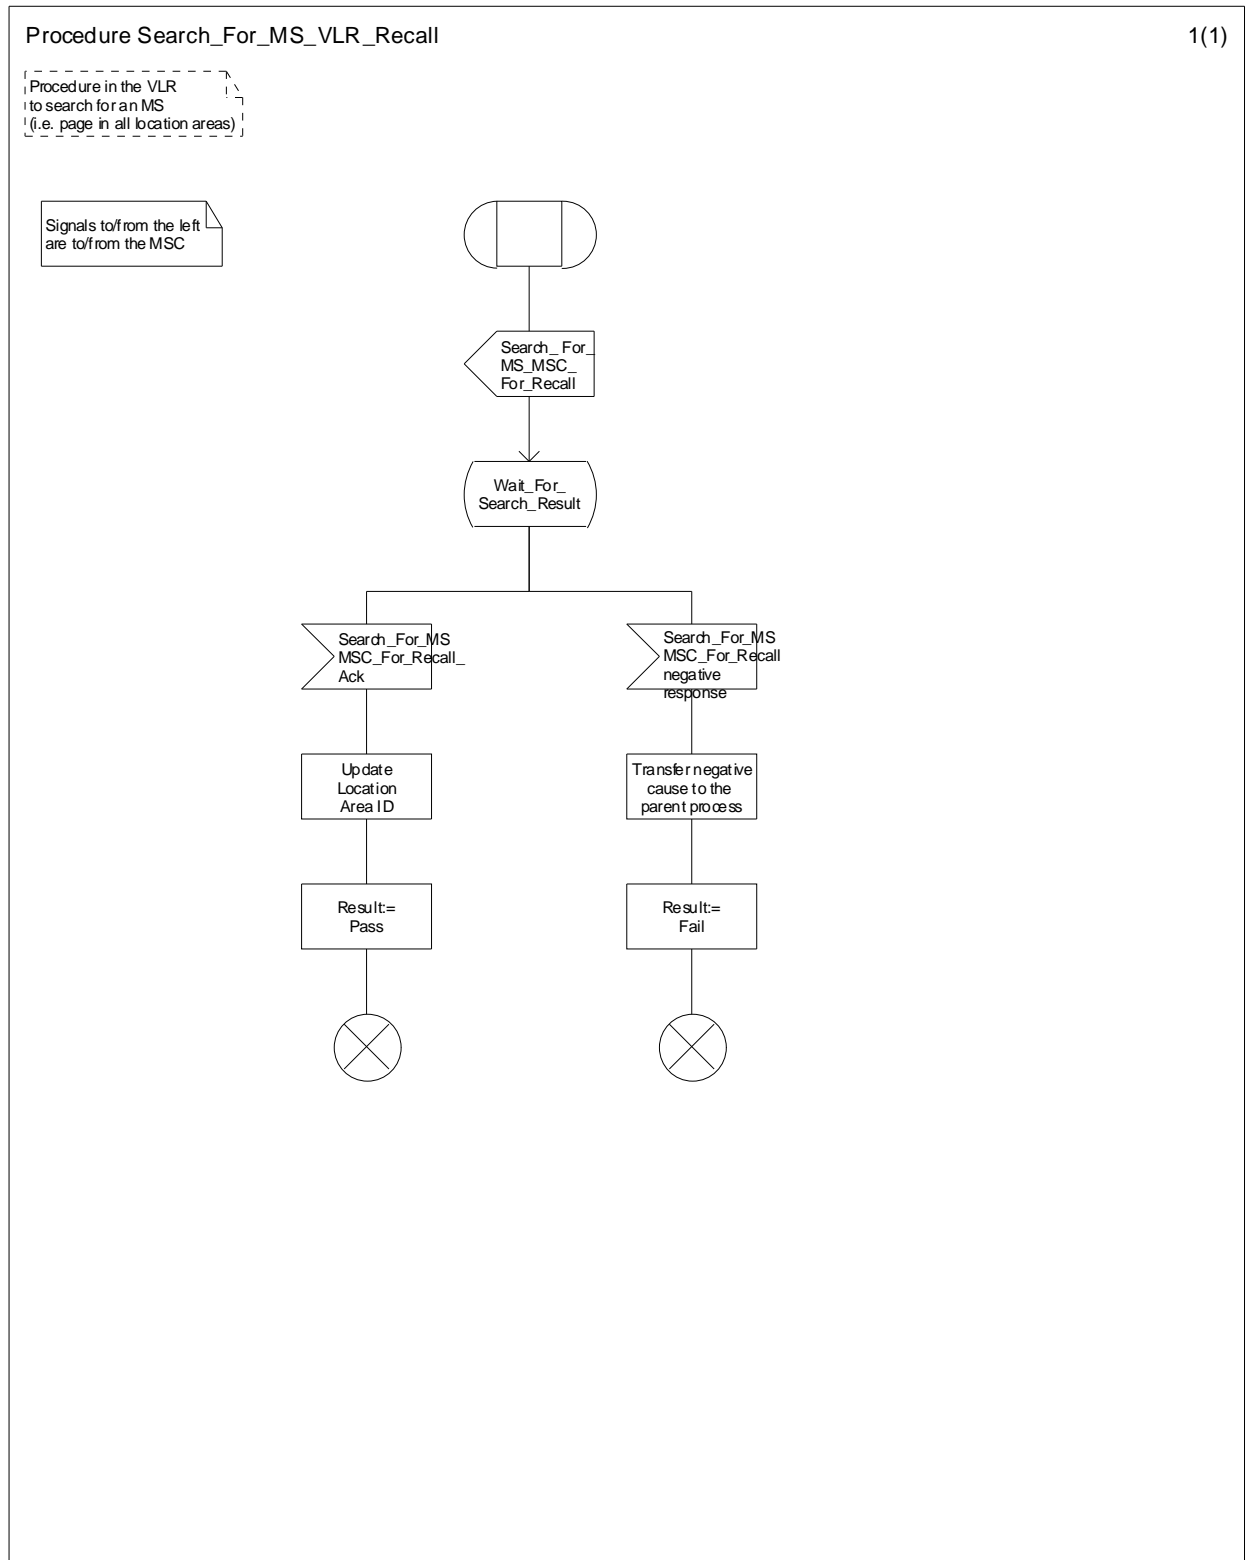 Procedure Search_For_MS_VLR_Recall
1(1)
Procedure in the VLR
to search for an MS
(i.e. page in all location areas)
Signals to/from the left
are to/from the MSC
Search_ For_
MS_MSC_
For_Recall
Wait_For_
Search_Result
Search_For_MS
MSC_For_Recall_
Ack
Search_For_MS
MSC_For_Recall
negative
response
Update
Location
Area ID
Transfer negative
cause to the
parent process
Result:=
Pass
Result:=
Fail